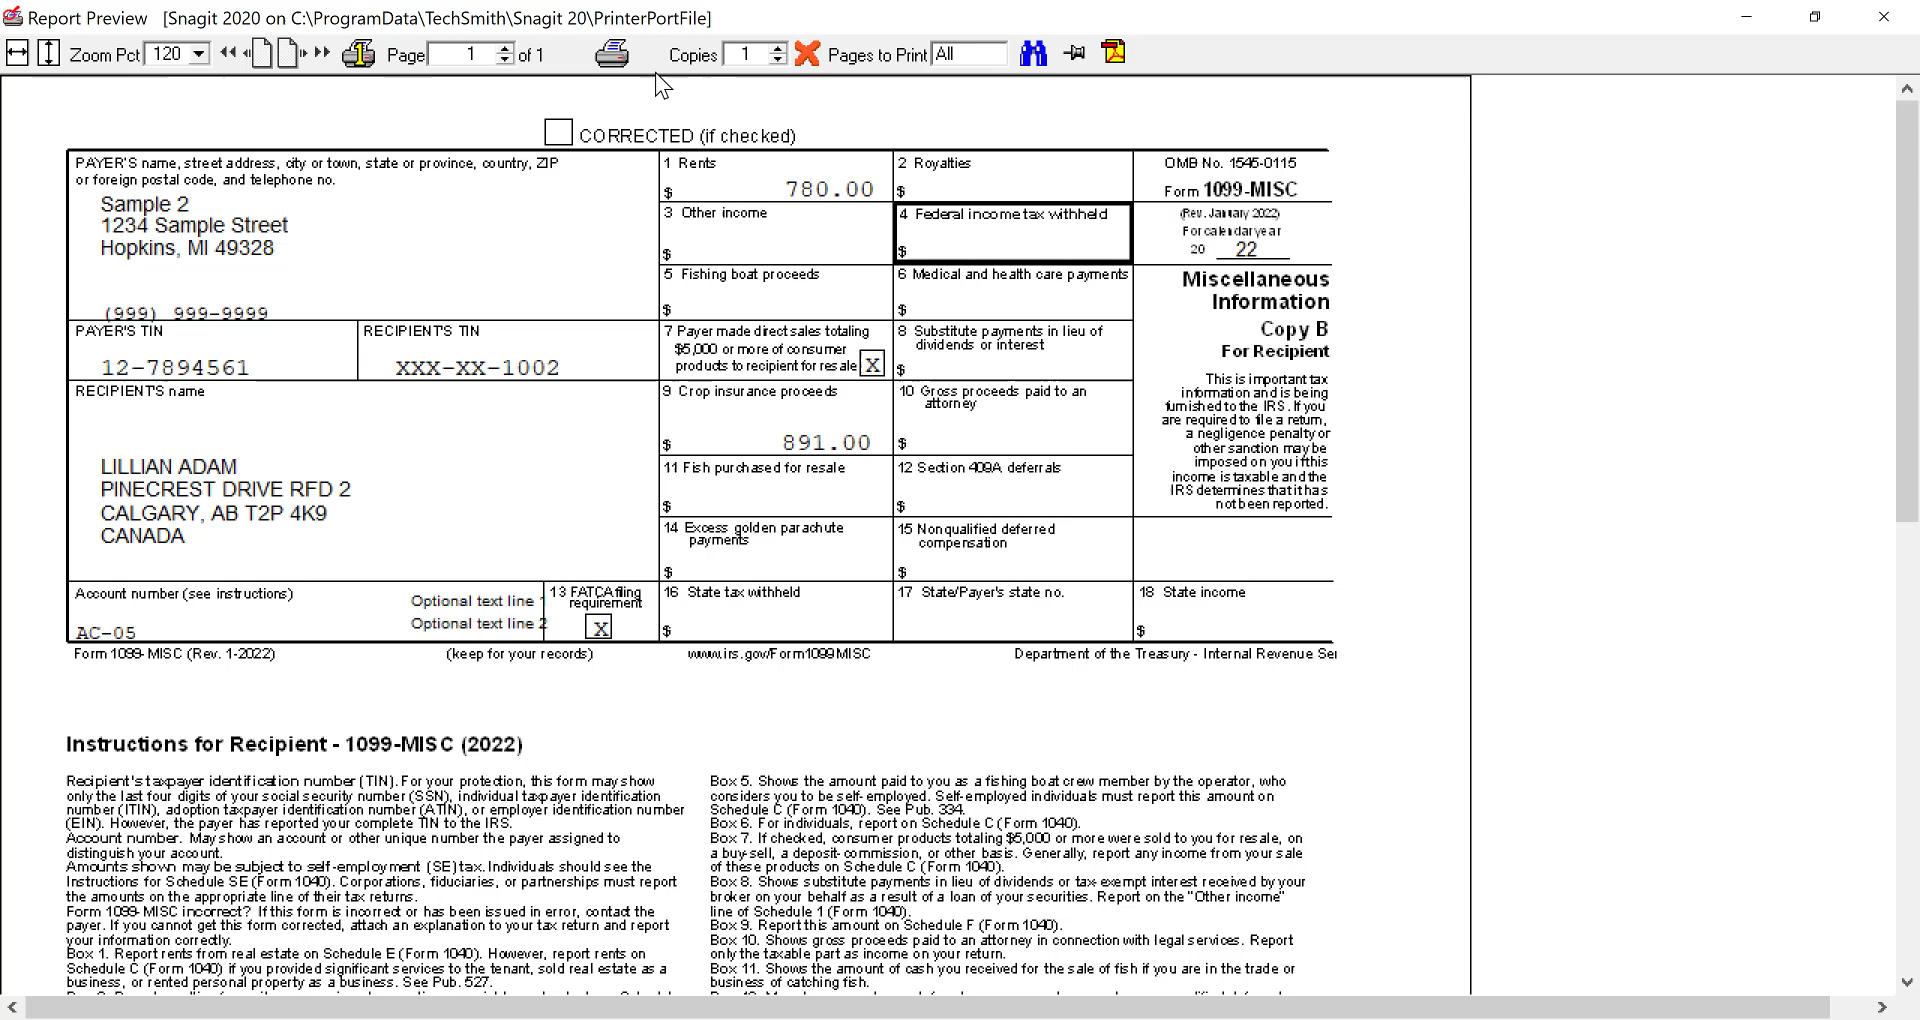 Report Preview [Snagit 2020 on C:\ProgramData\TechSmith\Snagit 20\PrinterPortFile]
Zoom Pct 120 Page 1 of 1 Copies 1 Pages to Print All
CORRECTED (if checked)
PAYER'S name, street address, city or town, state or province, country, ZIP
or foreign postal code, and telephone no.
Sample 2
1234 Sample Street
Hopkins, MI 49328
(999) 999-9999
1 Rents
$ 780.00
2 Royalties
$
OMB No. 1545-0115
Form 1099-MISC
(Rev. January 2022)
For calendar year
20 22
3 Other income
$
4 Federal income tax withheld
$
5 Fishing boat proceeds
$
6 Medical and health care payments
$
Miscellaneous
Information
Copy B
For Recipient
PAYER'S TIN
12-7894561
RECIPIENT'S TIN
XXX-XX-1002
7 Payer made direct sales totaling
$5,000 or more of consumer
products to recipient for resale X
8 Substitute payments in lieu of
dividends or interest
$
This is important tax
information and is being
furnished to the IRS. If you
are required to file a return,
a negligence penalty or
other sanction may be
imposed on you if this
income is taxable and the
IRS determines that it has
not been reported.
RECIPIENT'S name
LILLIAN ADAM
PINECREST DRIVE RFD 2
CALGARY, AB T2P 4K9
CANADA
9 Crop insurance proceeds
$ 891.00
10 Gross proceeds paid to an
attorney
$
11 Fish purchased for resale
$
12 Section 409A deferrals
$
14 Excess golden parachute
payments
$
15 Nonqualified deferred
compensation
$
Account number (see instructions)
AC-05
Optional text line 1
Optional text line 2
13 FATCA filing
requirement
X
16 State tax withheld
$
17 State/Payer's state no.
18 State income
$
Form 1099-MISC (Rev. 1-2022) (keep for your records) www.irs.gov/Form1099MISC Department of the Treasury - Internal Revenue Ser
Instructions for Recipient - 1099-MISC (2022)
Recipient's taxpayer identification number (TIN). For your protection, this form may show
only the last four digits of your social security number (SSN), individual taxpayer identification
number (ITIN), adoption taxpayer identification number (ATIN), or employer identification number
(EIN). However, the payer has reported your complete TIN to the IRS.
Account number. May show an account or other unique number the payer assigned to
distinguish your account.
Amounts shown may be subject to self-employment (SE) tax. Individuals should see the
Instructions for Schedule SE (Form 1040). Corporations, fiduciaries, or partnerships must report
the amounts on the appropriate line of their tax returns.
Form 1099-MISC incorrect? If this form is incorrect or has been issued in error, contact the
payer. If you cannot get this form corrected, attach an explanation to your tax return and report
your information correctly.
Box 1. Report rents from real estate on Schedule E (Form 1040). However, report rents on
Schedule C (Form 1040) if you provided significant services to the tenant, sold real estate as a
business, or rented personal property as a business. See Pub. 527.
Box 5. Shows the amount paid to you as a fishing boat crew member by the operator, who
considers you to be self-employed. Self-employed individuals must report this amount on
Schedule C (Form 1040). See Pub. 334.
Box 6. For individuals, report on Schedule C (Form 1040).
Box 7. If checked, consumer products totaling $5,000 or more were sold to you for resale, on
a buy-sell, a deposit-commission, or other basis. Generally, report any income from your sale
of these products on Schedule C (Form 1040).
Box 8. Shows substitute payments in lieu of dividends or tax-exempt interest received by your
broker on your behalf as a result of a loan of your securities. Report on the "Other income"
line of Schedule 1 (Form 1040).
Box 9. Report this amount on Schedule F (Form 1040).
Box 10. Shows gross proceeds paid to an attorney in connection with legal services. Report
only the taxable part as income on your return.
Box 11. Shows the amount of cash you received for the sale of fish if you are in the trade or
business of catching fish.